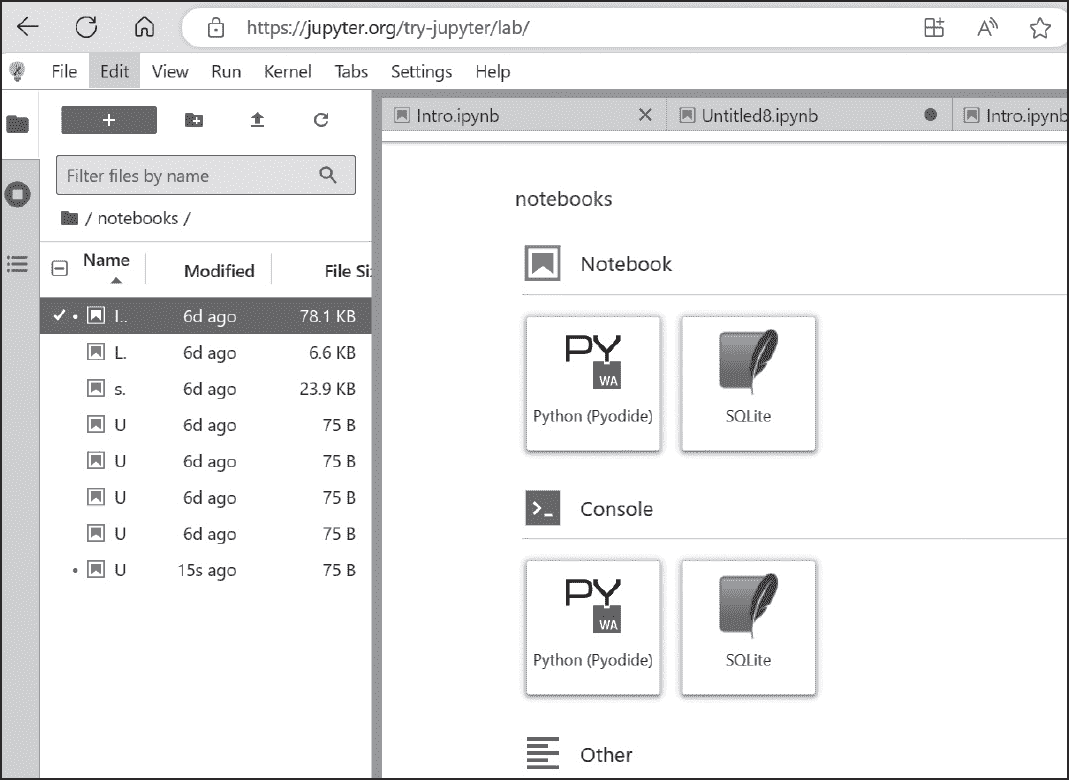 https://jupyter.org/try-jupyter/lab/
File Edit View Run Kernel Tabs Settings Help
+
Intro.ipynb Untitled8.ipynb Intro.ipynb
Filter files by name
/ notebooks /
Name Modified File Si
I.. 6d ago 78.1 KB
L. 6d ago 6.6 KB
s. 6d ago 23.9 KB
U 6d ago 75 B
U 6d ago 75 B
U 6d ago 75 B
U 6d ago 75 B
U 15s ago 75 B
notebooks
Notebook
PY WA
Python (Pyodide) SQLite
Console
PY WA
Python (Pyodide) SQLite
Other